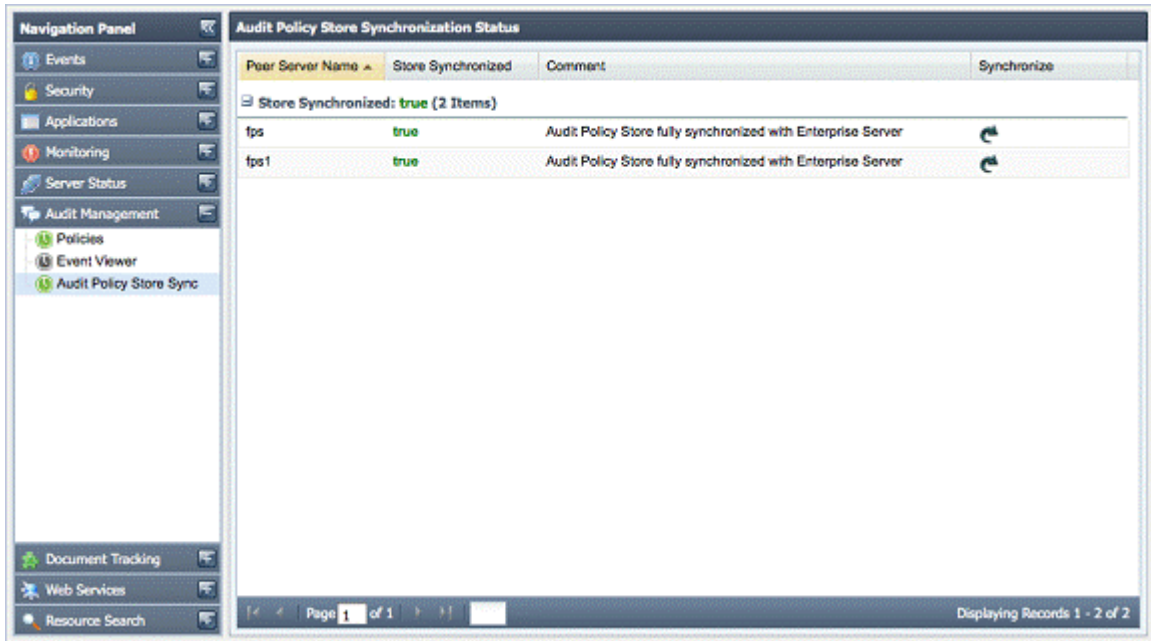 Navigation Panel
Events
Security
Applications
Monitoring
Server Status
Audit Management
Policies
Event Viewer
Audit Policy Store Sync
Document Tracking
Web Services
Resource Search
Audit Policy Store Synchronization Status
Peer Server Name Store Synchronized Comment Synchronize
Store Synchronized: true (2 Items)
fps true Audit Policy Store fully synchronized with Enterprise Server
fps1 true Audit Policy Store fully synchronized with Enterprise Server
Page 1 of 1 Displaying Records 1 - 2 of 2